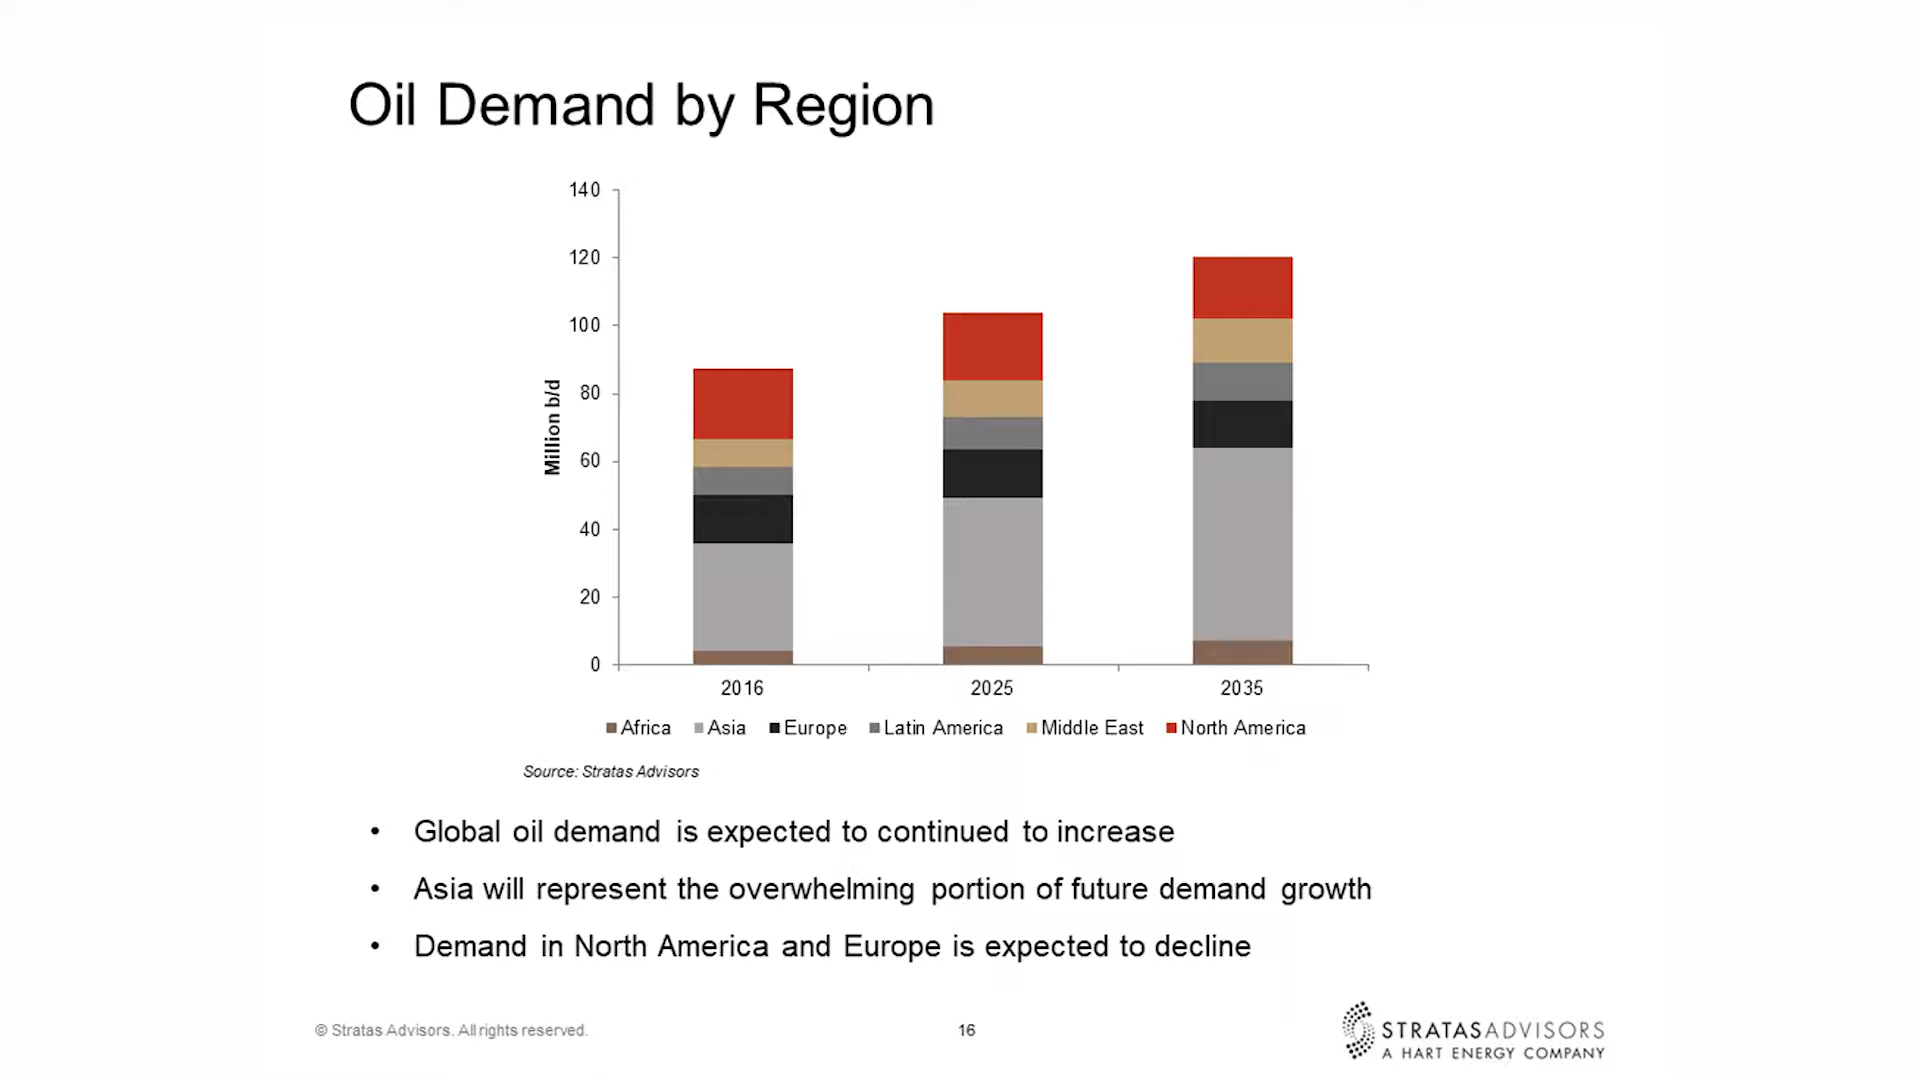 Oil Demand by Region
140
120
100
80
60
40
20
0
Million b/d
2016 2025 2035
Africa Asia Europe Latin America Middle East North America
Source: Stratas Advisors
• Global oil demand is expected to continued to increase
• Asia will represent the overwhelming portion of future demand growth
• Demand in North America and Europe is expected to decline
© Stratas Advisors. All rights reserved.
16
STRATASADVISORS
A HART ENERGY COMPANY